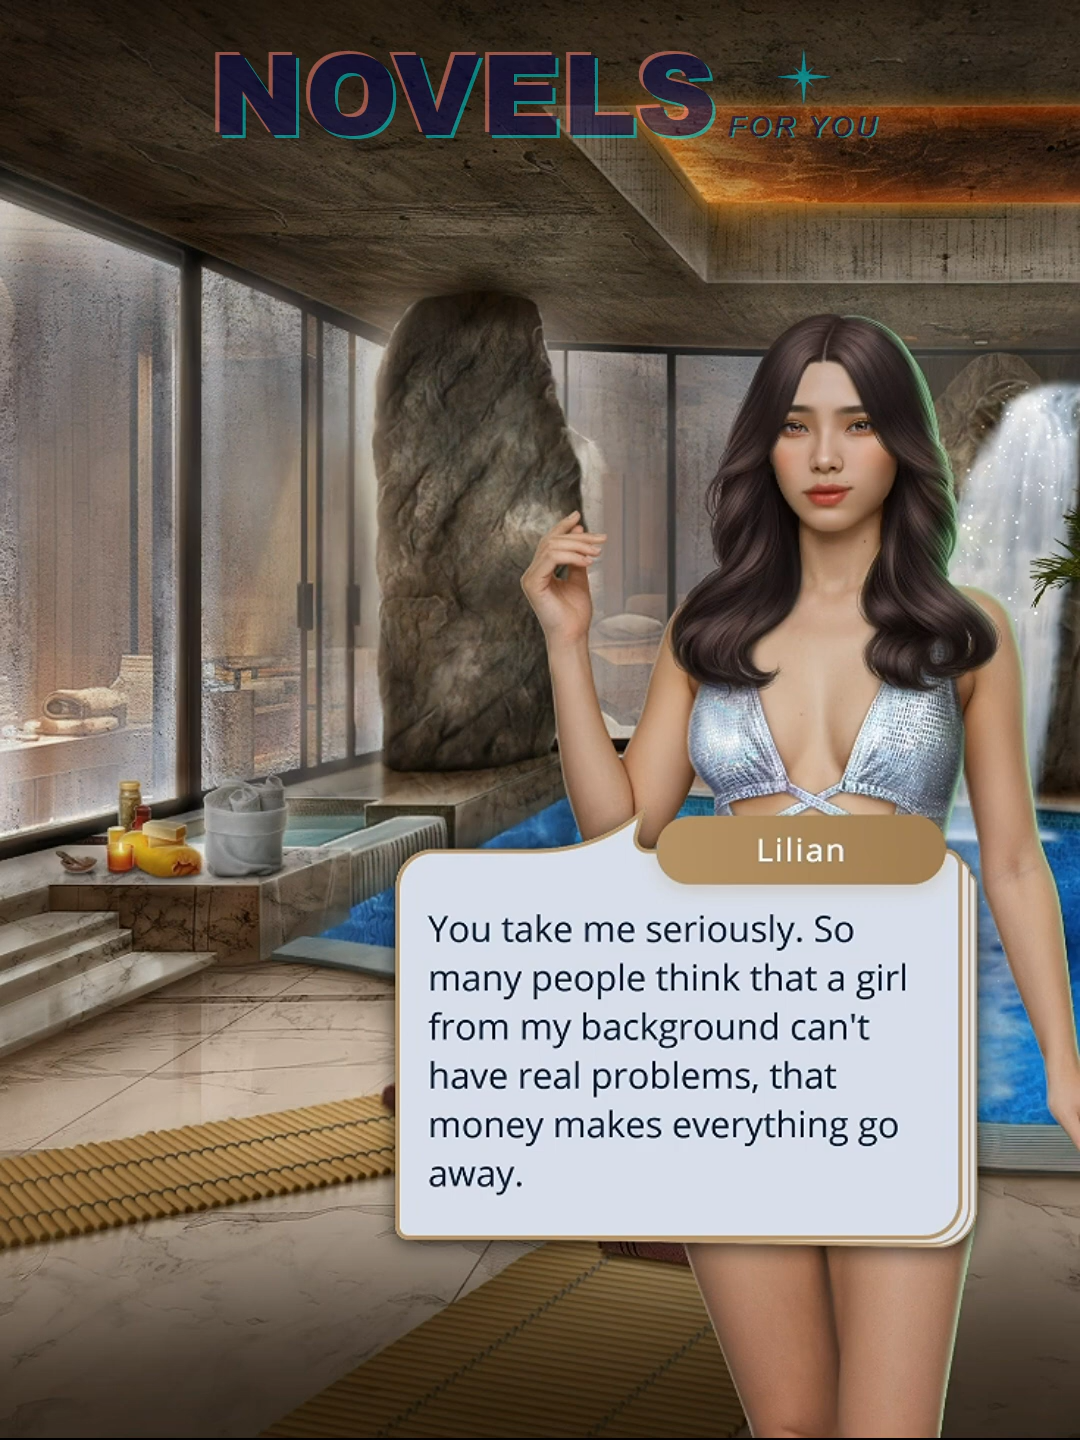 NOVELS
FOR YOU
Lilian
You take me seriously. So
many people think that a girl
from my background can't
have real problems, that
money makes everything go
away.